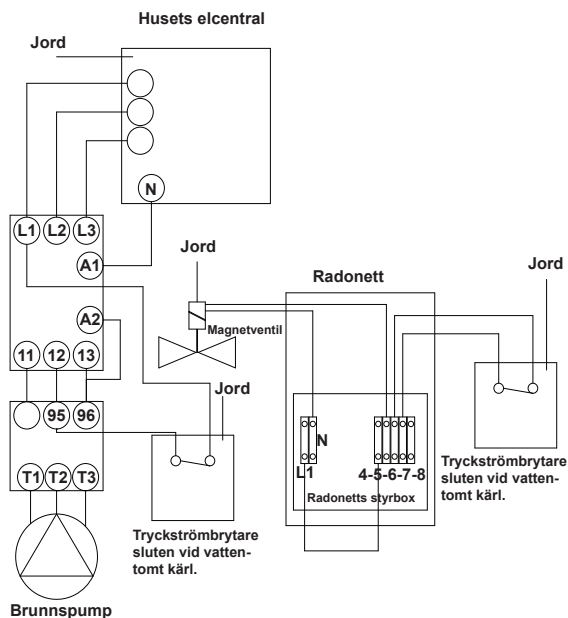 Husets elcentral
Jord
N
L1 L2 L3
A1
A2
11 12 13
95 96
T1 T2 T3
Brunnspump
Jord
Tryckströmbrytare
sluten vid vatten-
tomt kärl.
Jord
Magnetventil
Radonett
N
L1
4-5-6-7-8
Radonetts styrbox
Jord
Tryckströmbrytare
sluten vid vatten-
tomt kärl.